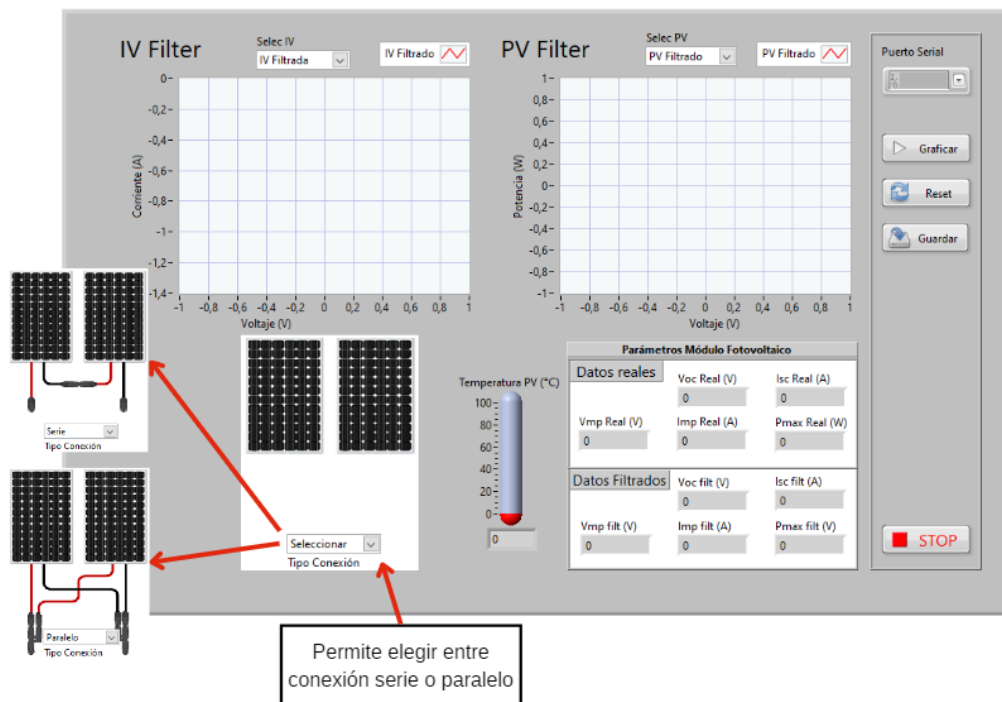 IV Filter
Selec IV
IV Filtrada
IV Filtrado
0
-0,2
-0,4
-0,6
-0,8
-1
-1,2
-1,4
Corriente (A)
-1 -0,8 -0,6 -0,4 -0,2 0 0,2 0,4 0,6 0,8 1
Voltaje (V)
PV Filter
Selec PV
PV Filtrado
PV Filtrado
1
0,8
0,6
0,4
0,2
0
-0,2
-0,4
-0,6
-0,8
-1
Potencia (W)
-1 -0,8 -0,6 -0,4 -0,2 0 0,2 0,4 0,6 0,8 1
Voltaje (V)
Puerto Serial
Graficar
Reset
Guardar
STOP
Serie
Tipo Conexión
Paralelo
Tipo Conexión
Seleccionar
Tipo Conexión
Permite elegir entre
conexión serie o paralelo
Temperatura PV (°C)
100
80
60
40
20
0
0
Parámetros Módulo Fotovoltaico
Datos reales
Voc Real (V)
0
Isc Real (A)
0
Vmp Real (V)
0
Imp Real (A)
0
Pmax Real (W)
0
Datos Filtrados
Voc filt (V)
0
Isc filt (A)
0
Vmp filt (V)
0
Imp filt (A)
0
Pmax filt (V)
0